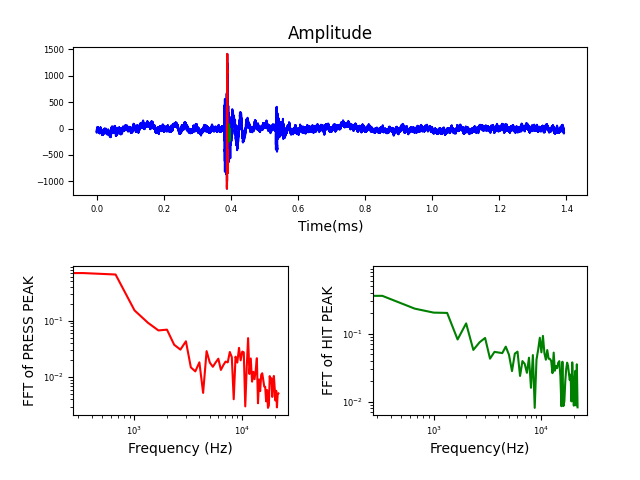 Amplitude
1500
1000
500
0
−500
−1000
0.0 0.2 0.4 0.6 0.8 1.0 1.2 1.4
Time(ms)
FFT of PRESS PEAK
10⁻¹
10⁻²
10³ 10⁴
Frequency (Hz)
FFT of HIT PEAK
10⁻¹
10⁻²
10³ 10⁴
Frequency(Hz)